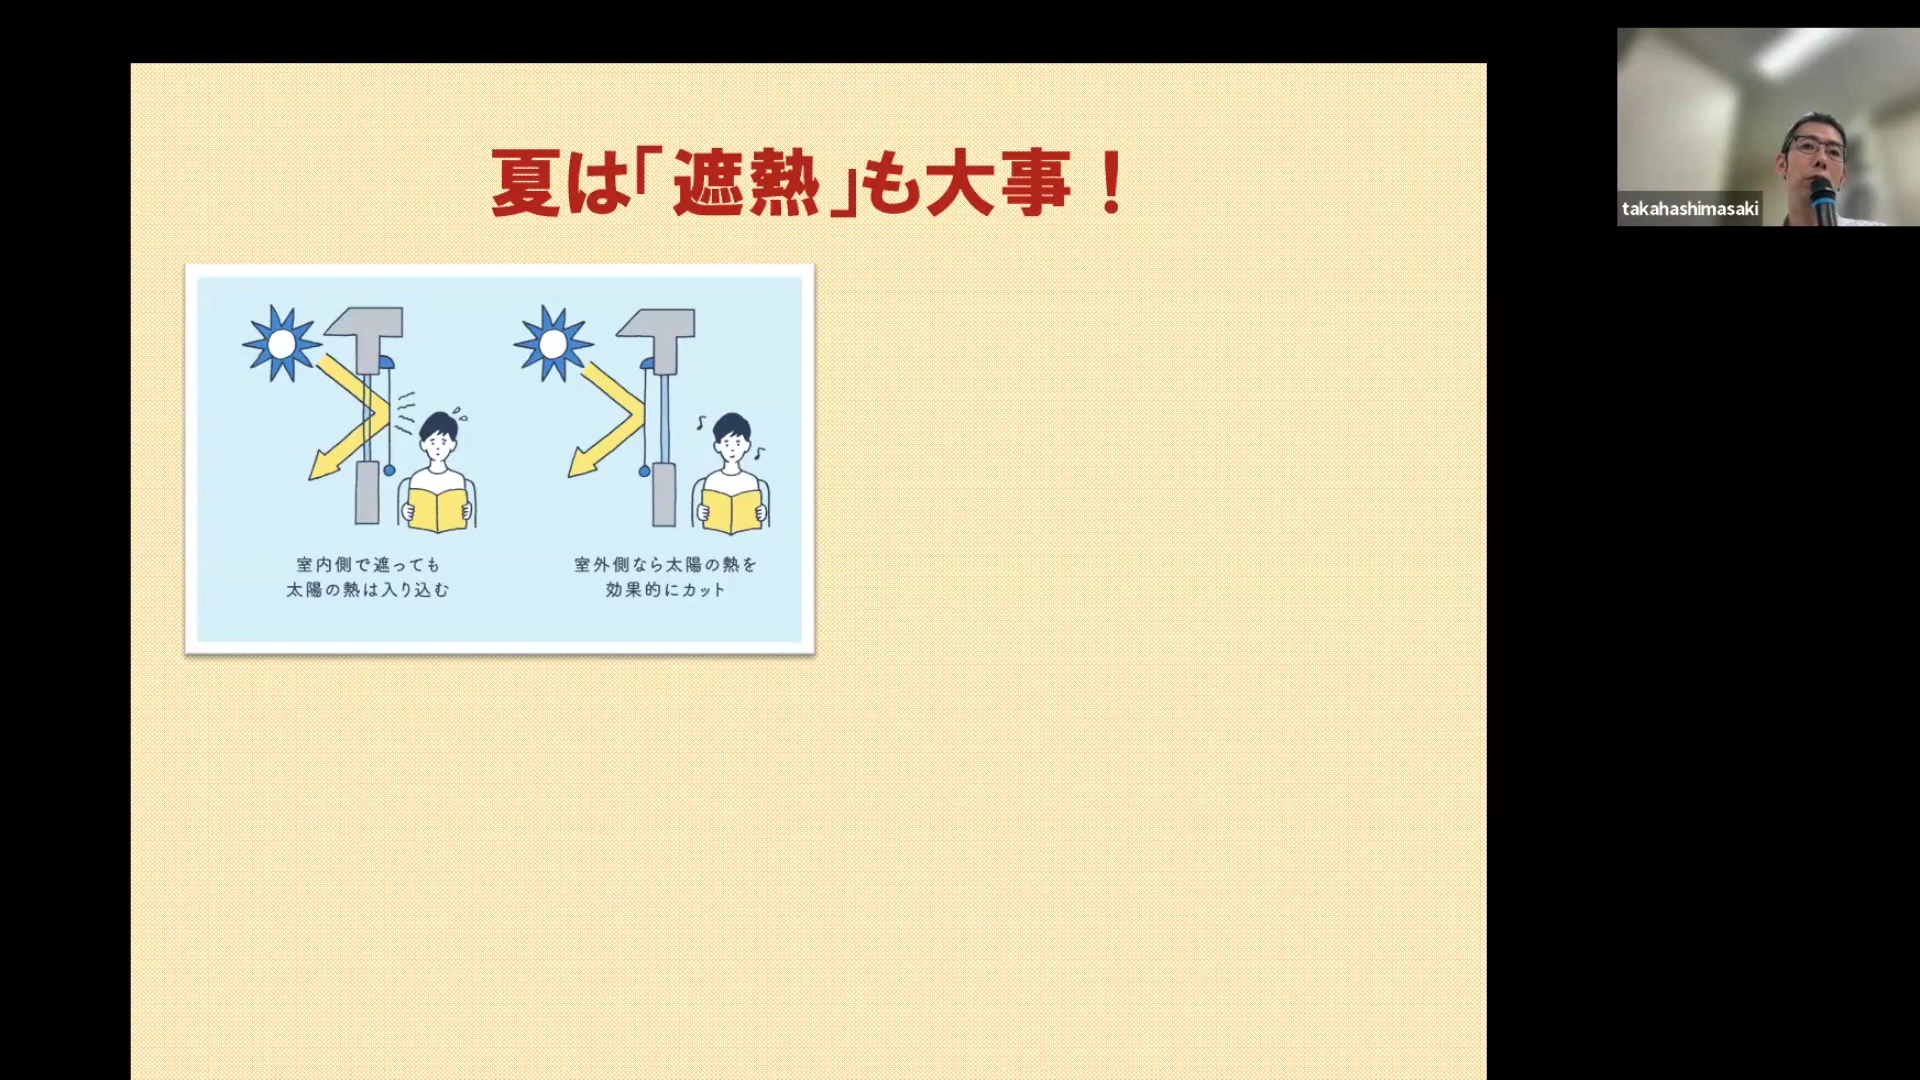 夏は「遮熱」も大事！
takahashimasaki
室内側で遮っても
太陽の熱は入り込む
室外側なら太陽の熱を
効果的にカット